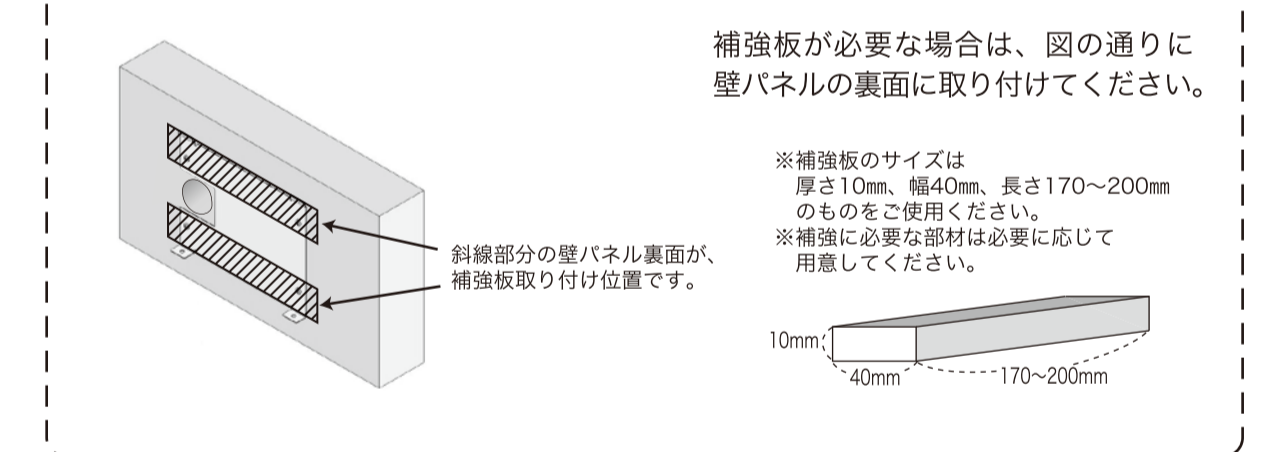 補強板が必要な場合は、図の通りに
壁パネルの裏面に取り付けてください。
※補強板のサイズは
厚さ10㎜、幅40㎜、長さ170〜200㎜
のものをご使用ください。
※補強に必要な部材は必要に応じて
用意してください。
斜線部分の壁パネル裏面が、
補強板取り付け位置です。
10mm
40mm
170〜200mm